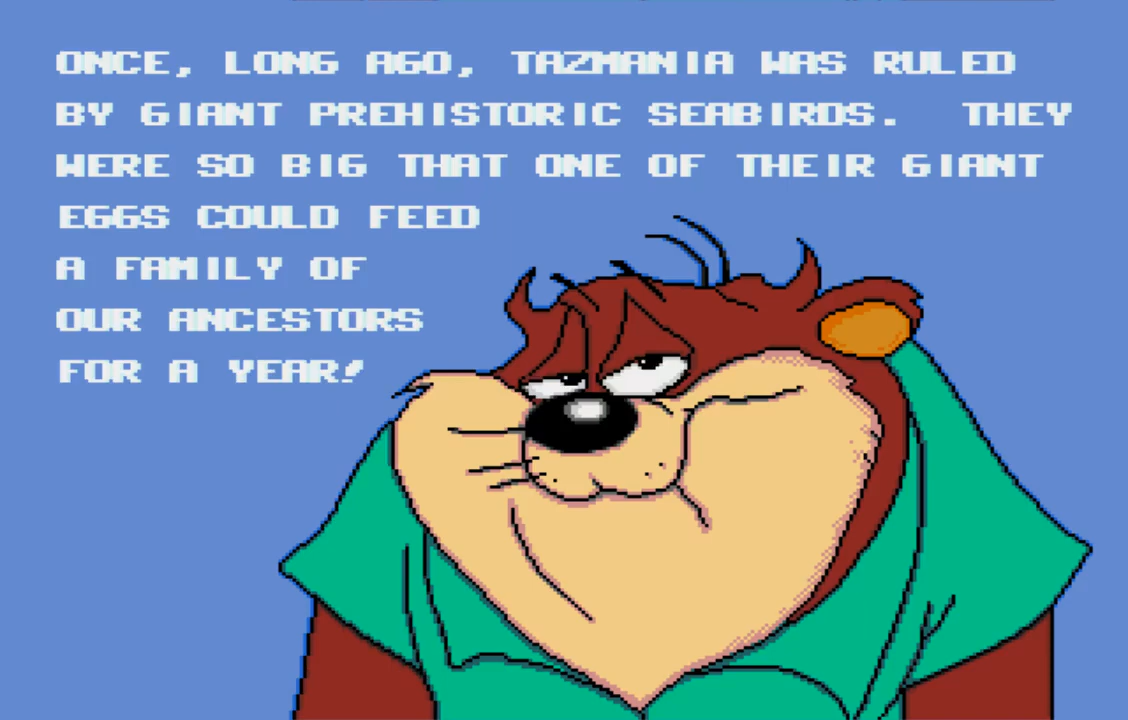 ONCE, LONG AGO, TAZMANIA WAS RULED
BY GIANT PREHISTORIC SEABIRDS.  THEY
WERE SO BIG THAT ONE OF THEIR GIANT
EGGS COULD FEED
A FAMILY OF
OUR ANCESTORS
FOR A YEAR!